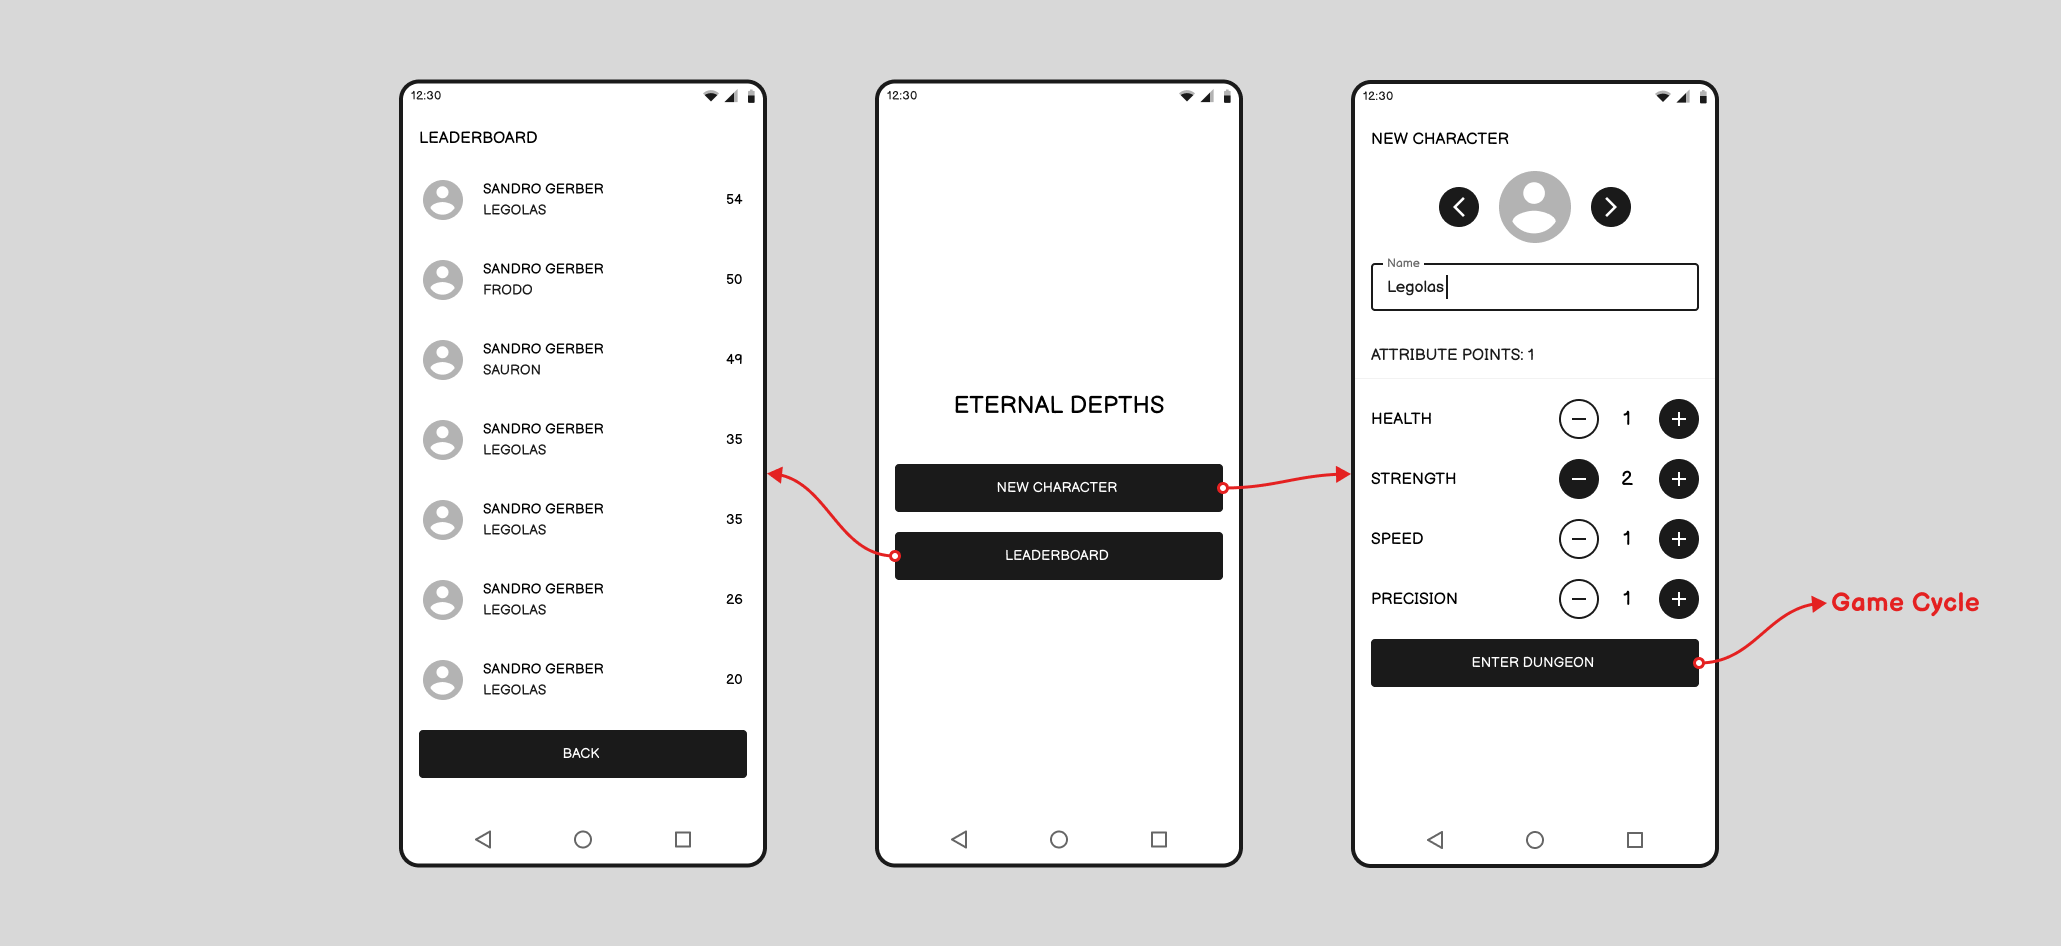 12:30
LEADERBOARD
SANDRO GERBER
LEGOLAS
54
SANDRO GERBER
FRODO
50
SANDRO GERBER
SAURON
49
SANDRO GERBER
LEGOLAS
35
SANDRO GERBER
LEGOLAS
35
SANDRO GERBER
LEGOLAS
26
SANDRO GERBER
LEGOLAS
20
BACK
12:30
ETERNAL DEPTHS
NEW CHARACTER
LEADERBOARD
12:30
NEW CHARACTER
Name
Legolas
ATTRIBUTE POINTS: 1
HEALTH 1
STRENGTH 2
SPEED 1
PRECISION 1
ENTER DUNGEON
Game Cycle